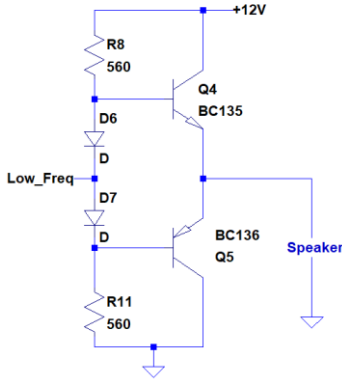 +12V
R8
560
Q4
BC135
D6
D
Low_Freq
D7
D
BC136
Q5
Speaker
R11
560